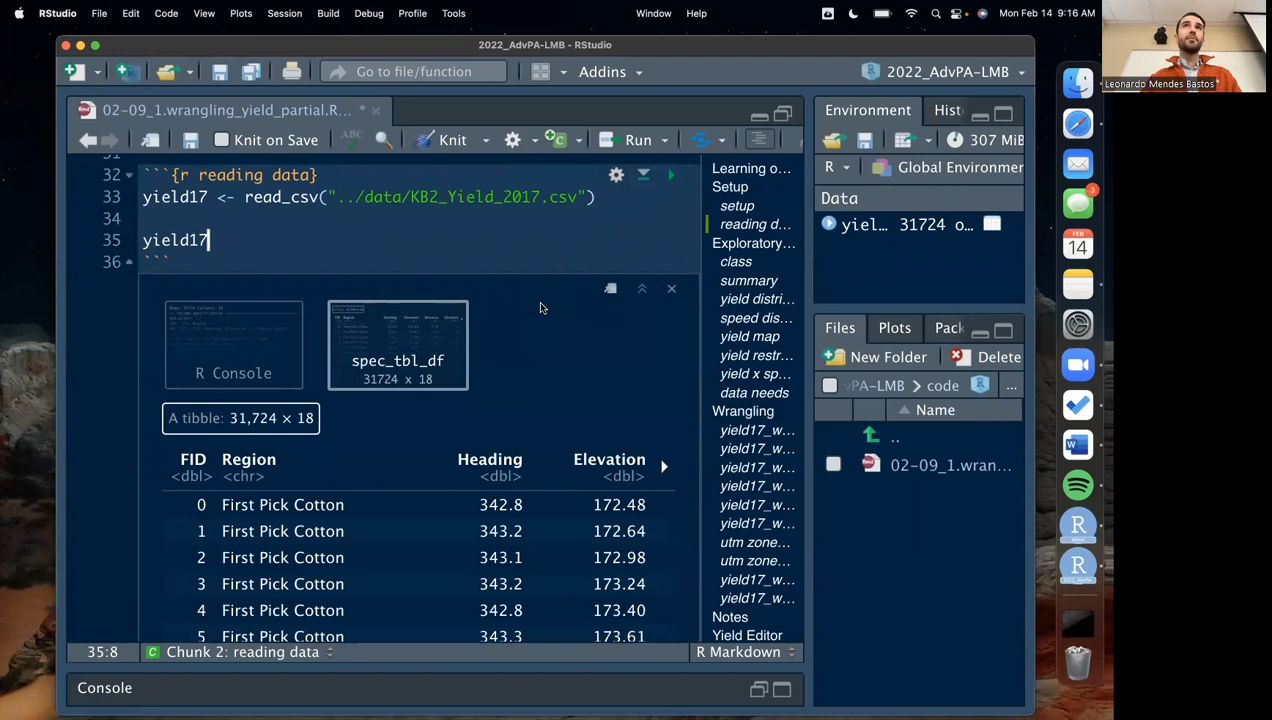 RStudio File Edit Code View Plots Session Build Debug Profile Tools Window Help Mon Feb 14 9:16 AM
2022_AdvPA-LMB - RStudio
Go to file/function
Addins
2022_AdvPA-LMB
Leonardo Mendes Bastos
02-09_1.wrangling_yield_partial.R... *
Knit on Save
ABC
Knit
Run
32 ```{r reading data}
33 yield17 <- read_csv("../data/KB2_Yield_2017.csv")
34
35 yield17
36 ```
R Console
spec_tbl_df
31724 x 18
A tibble: 31,724 × 18
FID Region Heading Elevation
<dbl> <chr> <dbl> <dbl>
0 First Pick Cotton 342.8 172.48
1 First Pick Cotton 343.2 172.64
2 First Pick Cotton 343.1 172.98
3 First Pick Cotton 343.2 173.24
4 First Pick Cotton 342.8 173.40
5 First Pick Cotton 343.3 173.61
35:8 Chunk 2: reading data R Markdown
Console
Learning o...
Setup
setup
reading d...
Exploratory...
class
summary
yield distri...
speed dis...
yield map
yield restr...
yield x sp...
data needs
Wrangling
yield17_w...
yield17_w...
yield17_w...
yield17_w...
yield17_w...
yield17_w...
utm zone...
utm zone...
yield17_w...
yield17_w...
Notes
Yield Editor
Environment Hist
307 MiB
R Global Environmer
Data
yiel... 31724 o...
Files Plots Pack
New Folder Delete
vPA-LMB code ...
Name
..
02-09_1.wran...
3
FEB
14